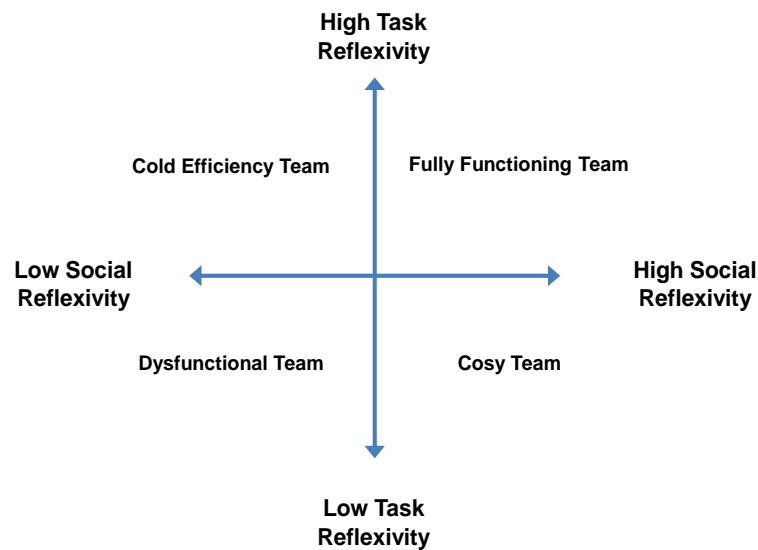 High Task
Reflexivity
Cold Efficiency Team
Fully Functioning Team
Low Social
Reflexivity
High Social
Reflexivity
Dysfunctional Team
Cosy Team
Low Task
Reflexivity